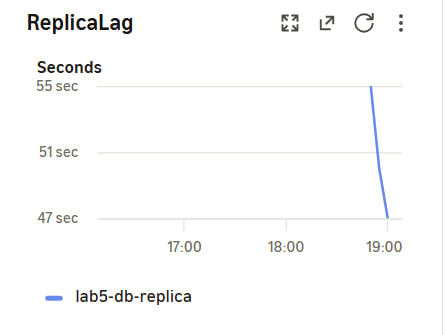 ReplicaLag
Seconds
55 sec
51 sec
47 sec
17:00 18:00 19:00
lab5-db-replica